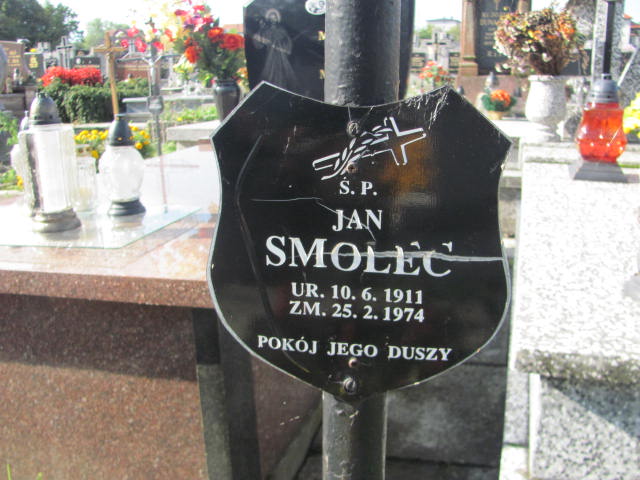 Ś. P.
JAN
SMOLEC
UR. 10. 6. 1911
ZM. 25. 2. 1974
POKÓJ JEGO DUSZY